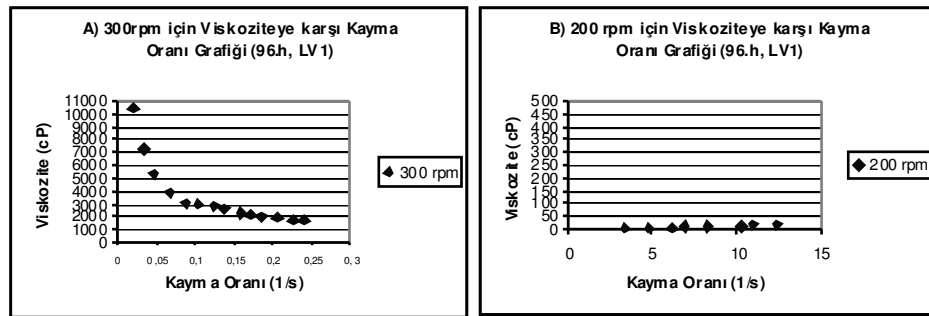 A) 300rpm için Viskoziteye karşı Kayma
Oranı Grafiği (96.h, LV1)
11000
10000
9000
8000
7000
6000
5000
4000
3000
2000
1000
0
Viskozite (cP)
0 0,05 0,1 0,15 0,2 0,25 0,3
Kayma Oranı (1/s)
300 rpm
B) 200 rpm için Viskoziteye karşı Kayma
Oranı Grafiği (96.h, LV1)
500
450
400
350
300
250
200
150
100
50
0
Viskozite (cP)
0 5 10 15
Kayma Oranı (1/s)
200 rpm